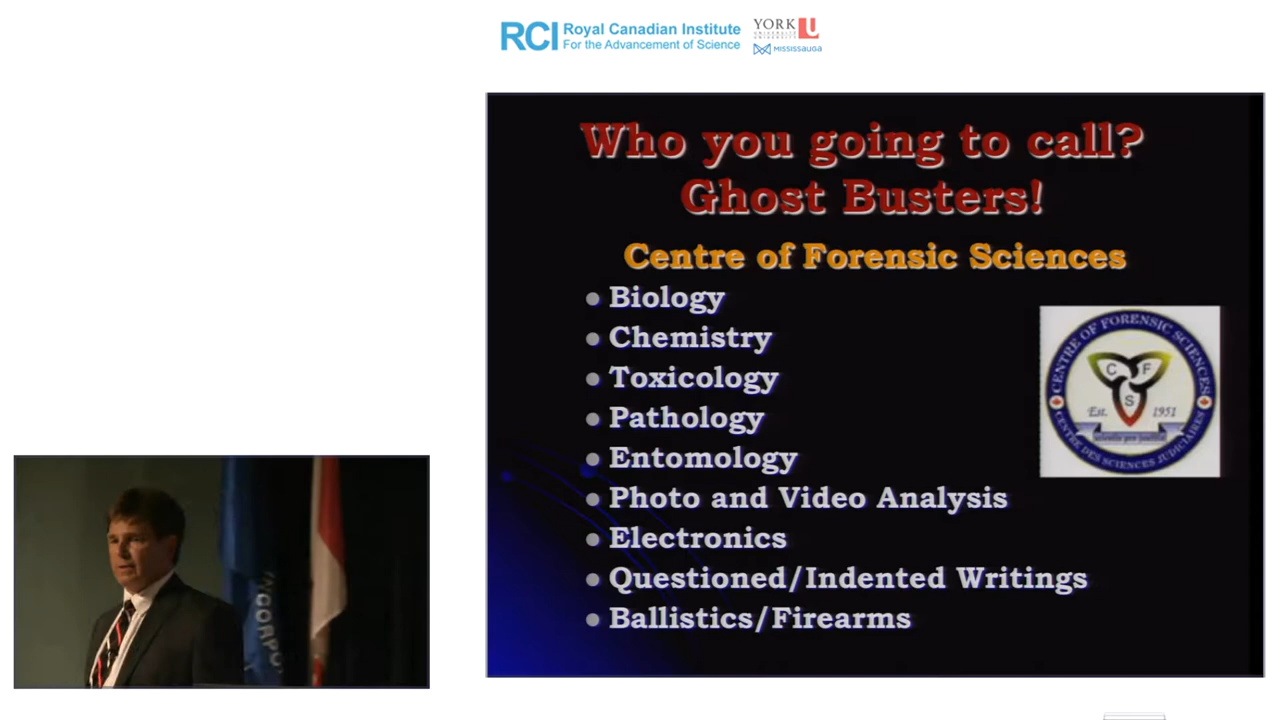 RCI Royal Canadian Institute
For the Advancement of Science
YORK U
UNIVERSITÉ
UNIVERSITY
MISSISSAUGA
Who you going to call?
Ghost Busters!
Centre of Forensic Sciences
Biology
Chemistry
Toxicology
Pathology
Entomology
Photo and Video Analysis
Electronics
Questioned/Indented Writings
Ballistics/Firearms
CENTRE OF FORENSIC SCIENCES
C F
S
Est. 1951
CENTRE DES SCIENCES JUDICIAIRES